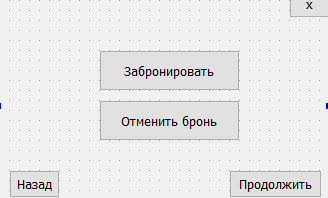 x
Забронировать
Отменить бронь
Назад
Продолжить